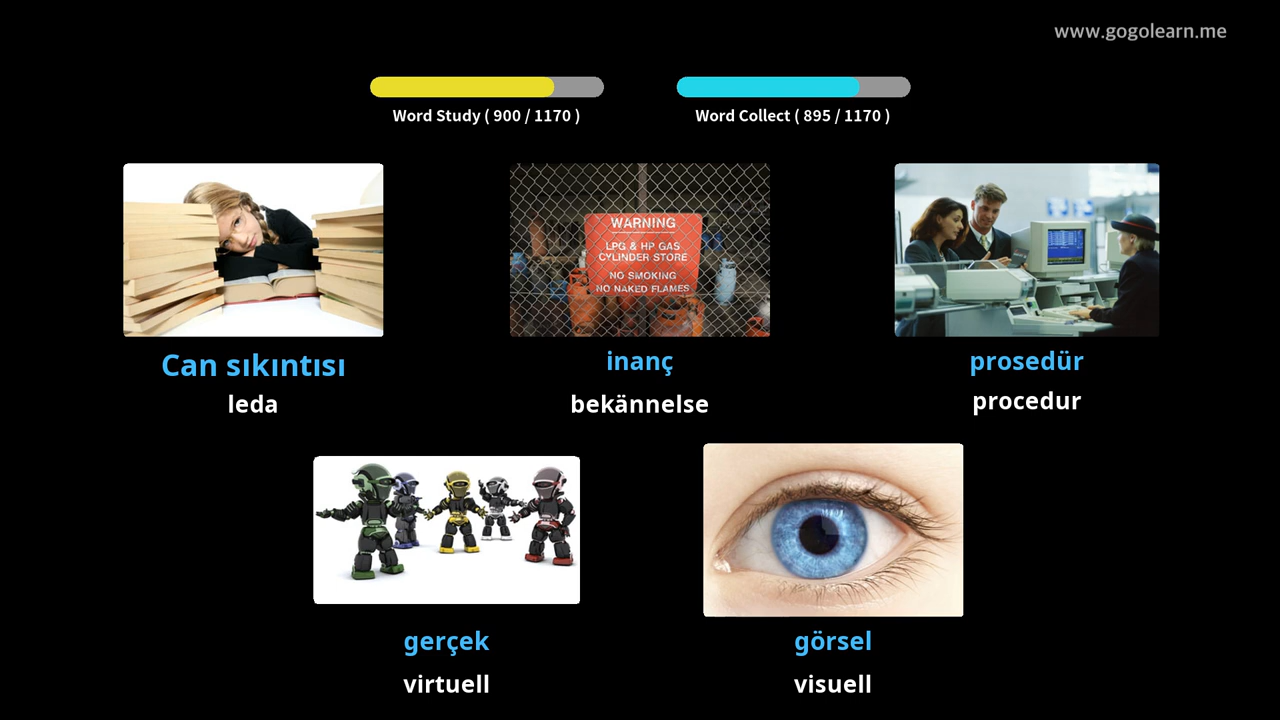 www.gogolearn.me
Word Study ( 900 / 1170 )
Word Collect ( 895 / 1170 )
WARNING
LPG & HP GAS
CYLINDER STORE
NO SMOKING
NO NAKED FLAMES
Can sıkıntısı
leda
inanç
bekännelse
prosedür
procedur
gerçek
virtuell
görsel
visuell